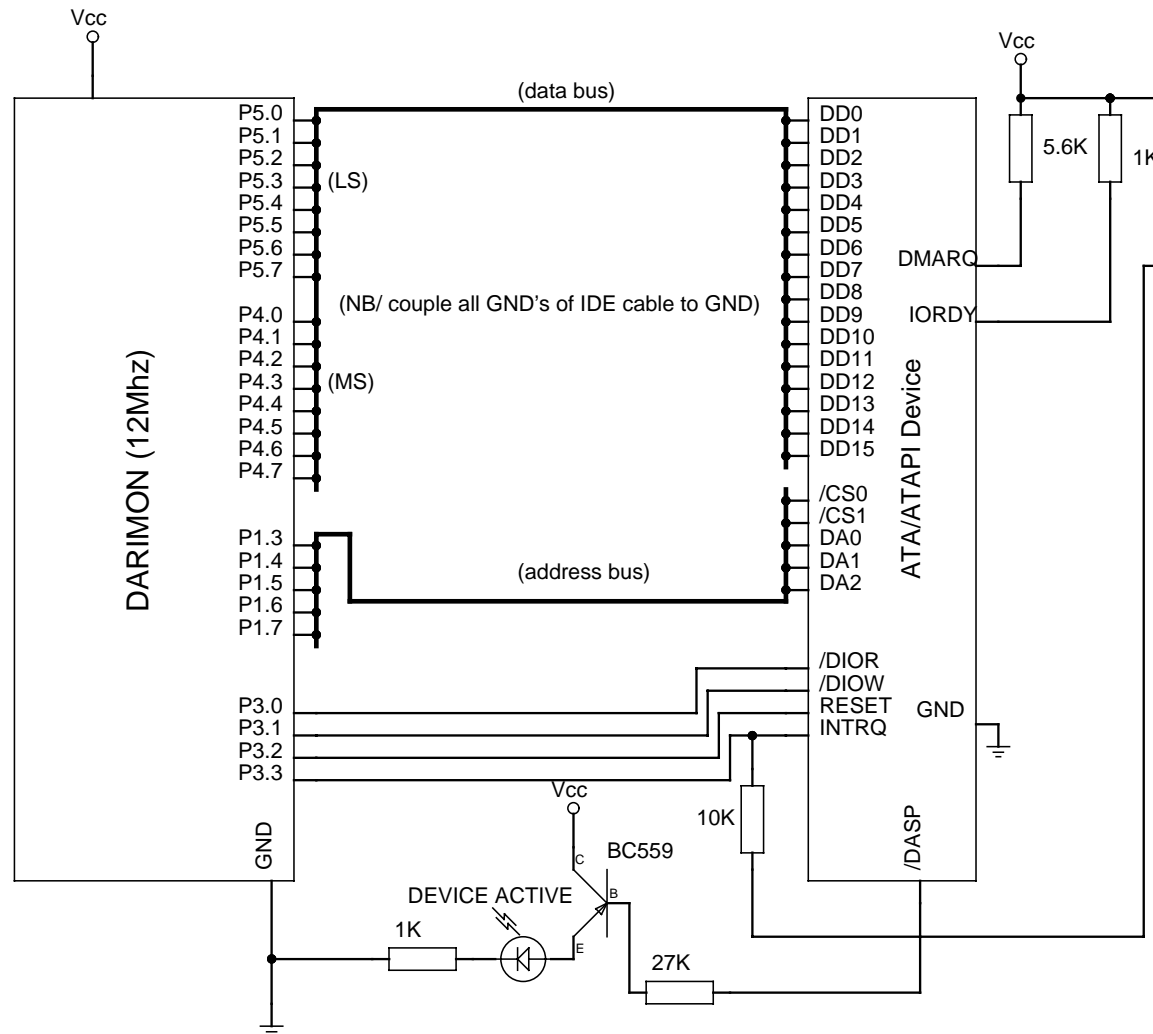 Vcc
Vcc
(data bus)
P5.0
P5.1
P5.2
P5.3
P5.4
P5.5
P5.6
P5.7
(LS)
P4.0
P4.1
P4.2
P4.3
P4.4
P4.5
P4.6
P4.7
(MS)
(NB/ couple all GND's of IDE cable to GND)
P1.3
P1.4
P1.5
P1.6
P1.7
(address bus)
P3.0
P3.1
P3.2
P3.3
GND
DARIMON (12Mhz)
DD0
DD1
DD2
DD3
DD4
DD5
DD6
DD7
DD8
DD9
DD10
DD11
DD12
DD13
DD14
DD15
/CS0
/CS1
DA0
DA1
DA2
/DIOR
/DIOW
RESET
INTRQ
DMARQ
IORDY
GND
/DASP
ATA/ATAPI Device
5.6K
1K
10K
Vcc
BC559
C
B
E
DEVICE ACTIVE
1K
27K